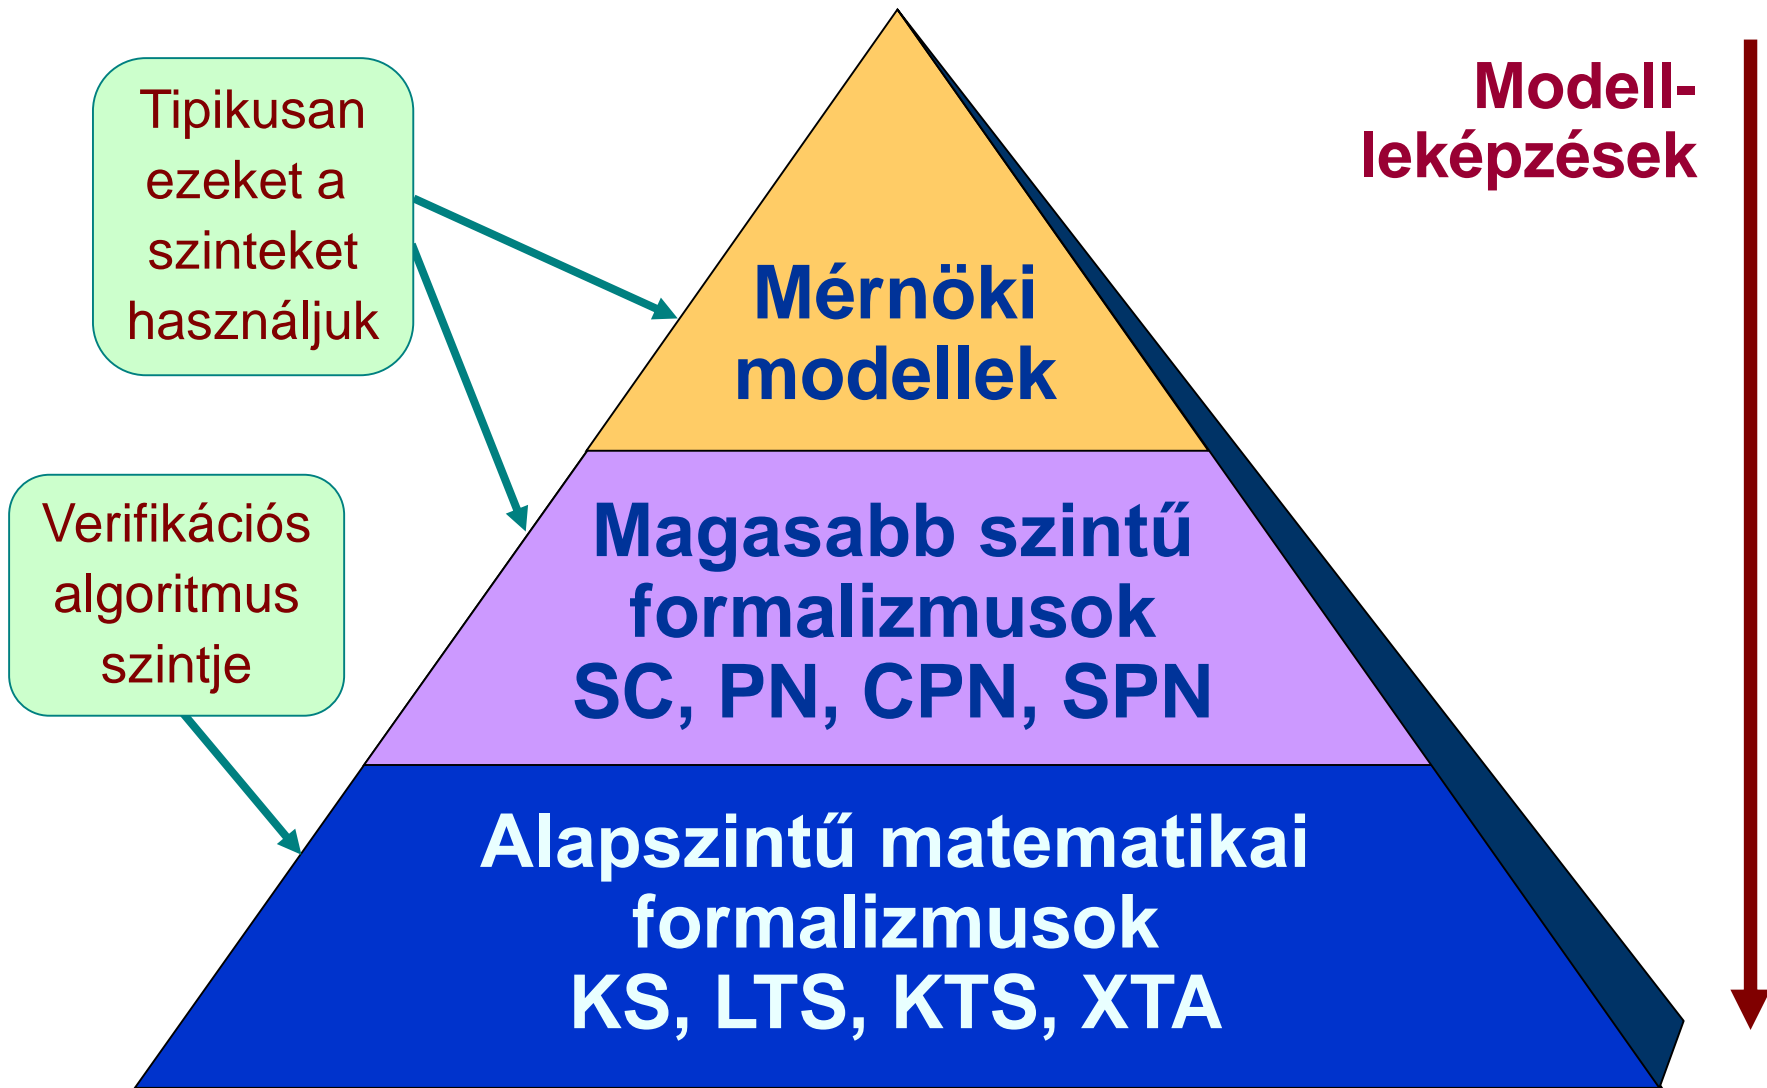 Tipikusan
ezeket a
szinteket
használjuk
Modell-
leképzések
Mérnöki
modellek
Verifikációs
algoritmus
szintje
Magasabb szintű
formalizmusok
SC, PN, CPN, SPN
Alapszintű matematikai
formalizmusok
KS, LTS, KTS, XTA